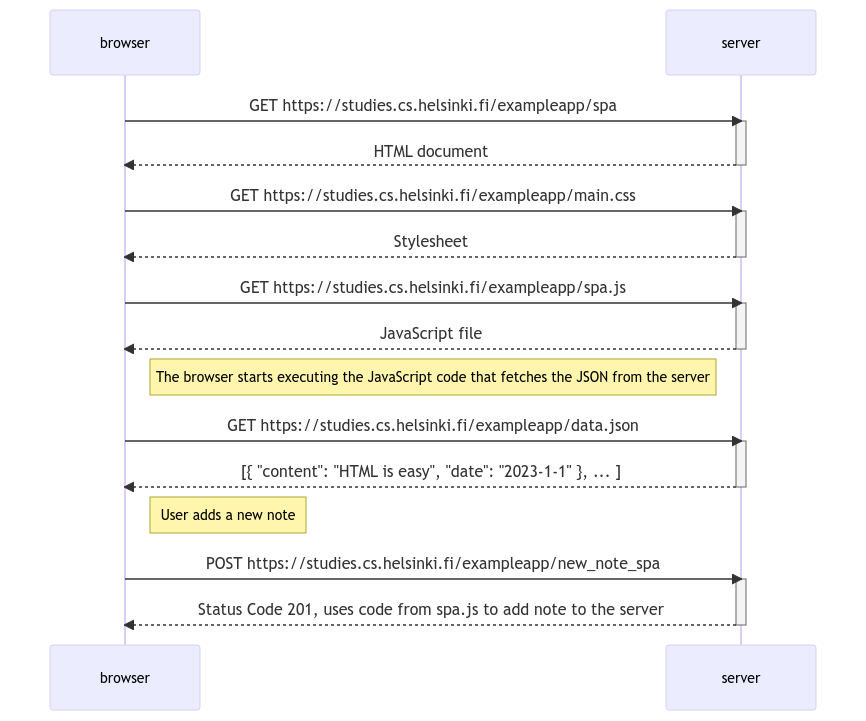 browser
server
GET https://studies.cs.helsinki.fi/exampleapp/spa
HTML document
GET https://studies.cs.helsinki.fi/exampleapp/main.css
Stylesheet
GET https://studies.cs.helsinki.fi/exampleapp/spa.js
JavaScript file
The browser starts executing the JavaScript code that fetches the JSON from the server
GET https://studies.cs.helsinki.fi/exampleapp/data.json
[{ "content": "HTML is easy", "date": "2023-1-1" }, ... ]
User adds a new note
POST https://studies.cs.helsinki.fi/exampleapp/new_note_spa
Status Code 201, uses code from spa.js to add note to the server
browser
server